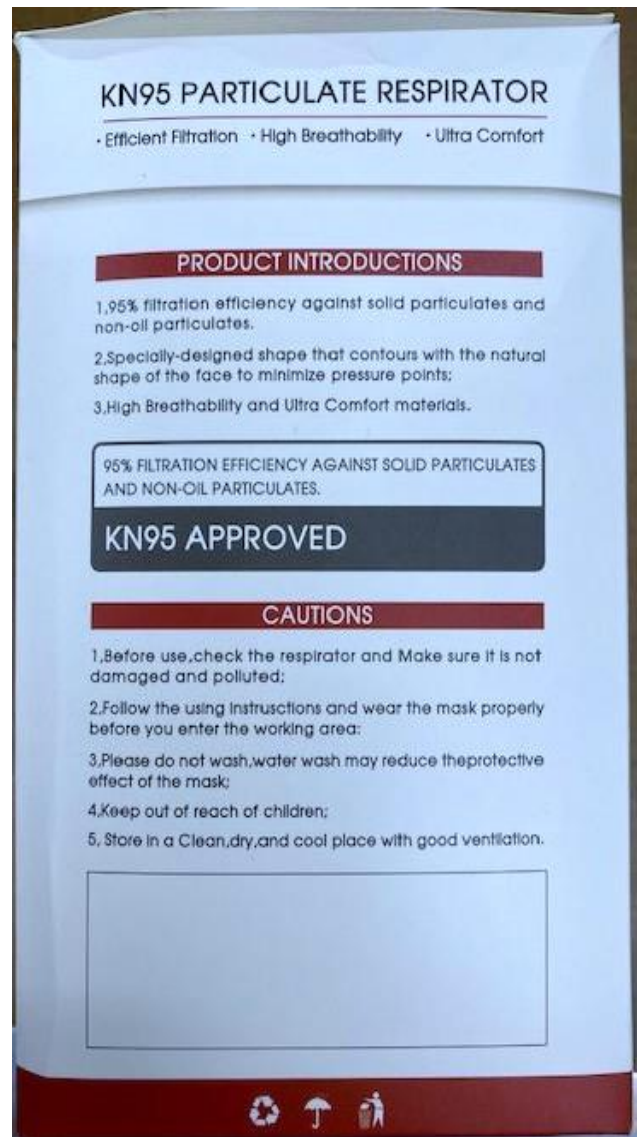 KN95 PARTICULATE RESPIRATOR
· Efficient Filtration · High Breathability · Ultra Comfort
PRODUCT INTRODUCTIONS
1,95% filtration efficiency against solid particulates and
non-oil particulates.
2,Specially-designed shape that contours with the natural
shape of the face to minimize pressure points;
3,High Breathability and Ultra Comfort materials.
95% FILTRATION EFFICIENCY AGAINST SOLID PARTICULATES
AND NON-OIL PARTICULATES.
KN95 APPROVED
CAUTIONS
1,Before use,check the respirator and Make sure it is not
damaged and polluted;
2,Follow the using instrusctions and wear the mask properly
before you enter the working area:
3,Please do not wash,water wash may reduce theprotective
effect of the mask;
4,Keep out of reach of children;
5, Store in a Clean,dry,and cool place with good ventilation.